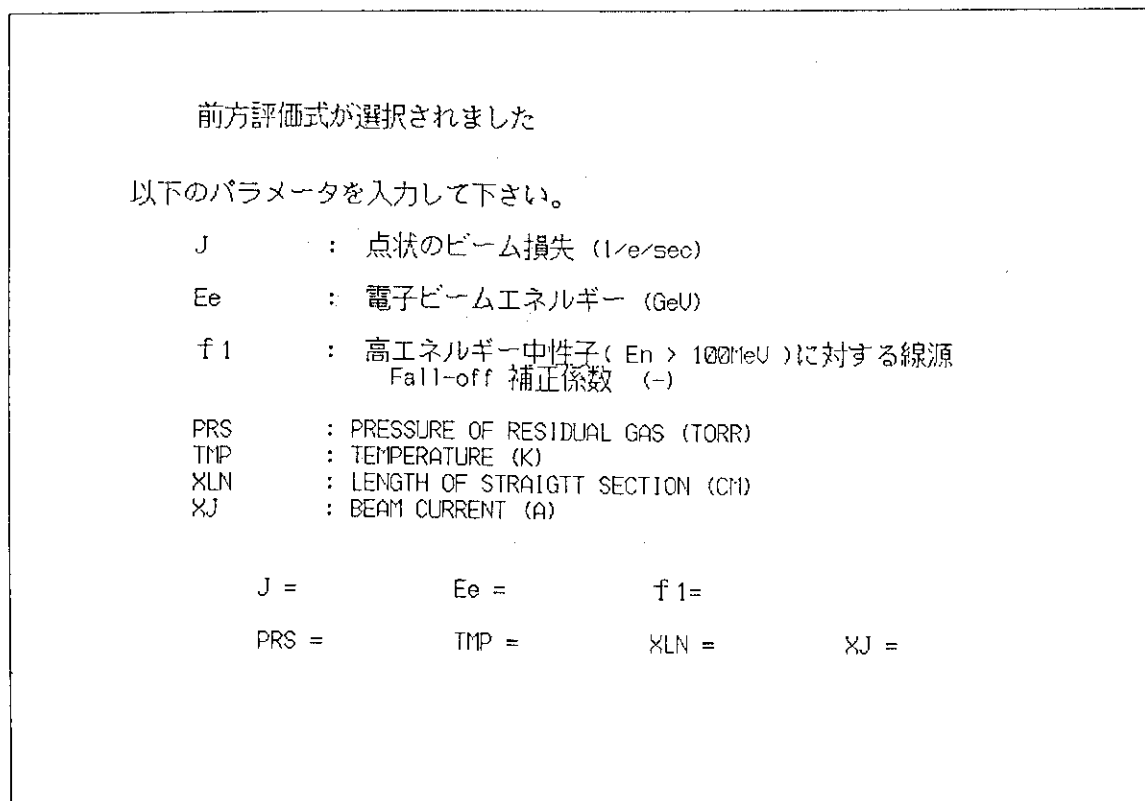 前方評価式が選択されました
以下のパラメータを入力して下さい。
J : 点状のビーム損失 (1/e/sec)
Ee : 電子ビームエネルギー (GeV)
f1 : 高エネルギー中性子( En > 100MeV )に対する線源
Fall-off 補正係数 (-)
PRS : PRESSURE OF RESIDUAL GAS (TORR)
TMP : TEMPERATURE (K)
XLN : LENGTH OF STRAIGTT SECTION (CM)
XJ : BEAM CURRENT (A)
J = Ee = f1=
PRS = TMP = XLN = XJ =